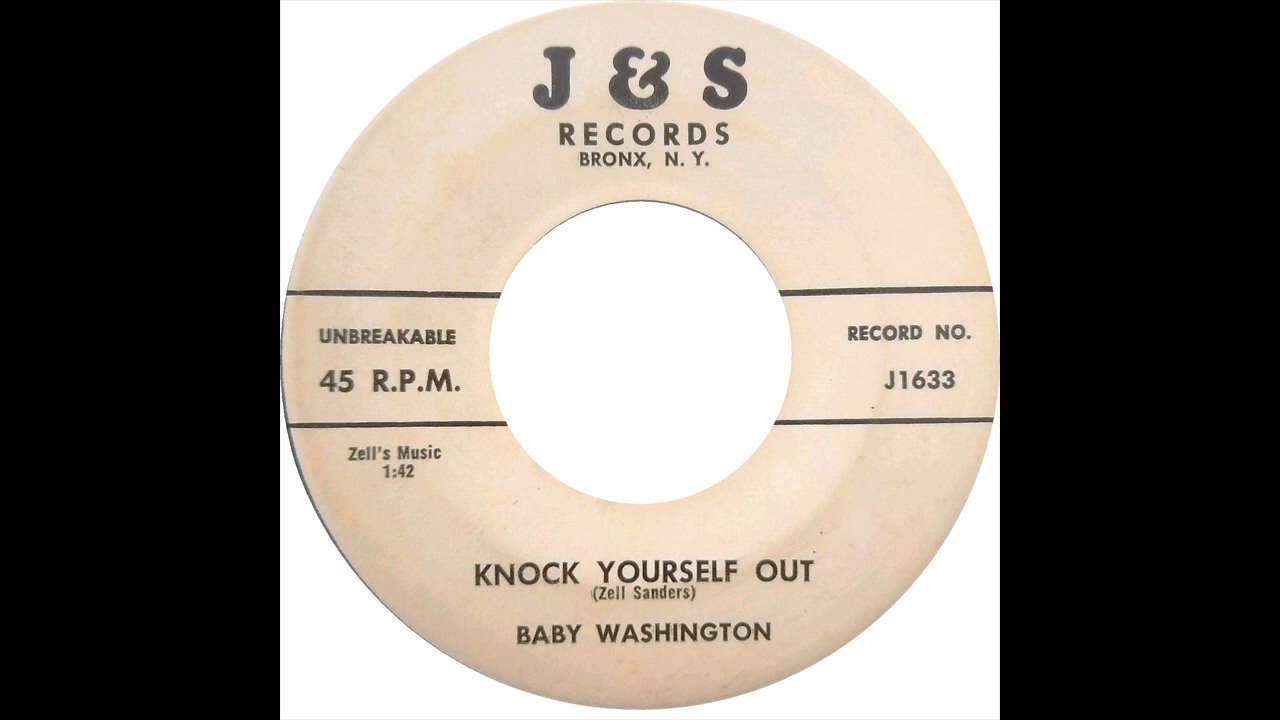 J & S
RECORDS
BRONX, N. Y.
UNBREAKABLE
45 R.P.M.
RECORD NO.
J1633
Zell's Music
1:42
KNOCK YOURSELF OUT
(Zell Sanders)
BABY WASHINGTON